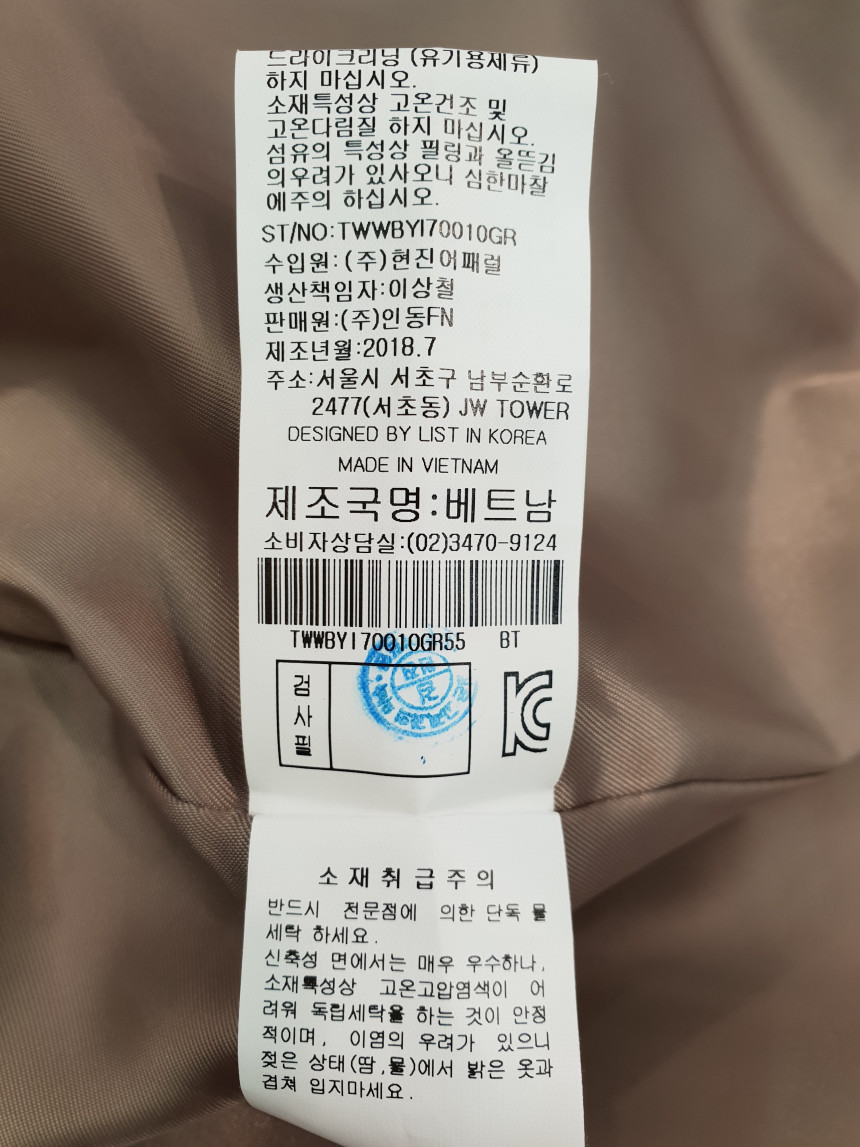 드라이크리닝 (유기용제류)
하지 마십시오.
소재특성상 고온건조 및
고온다림질 하지 마십시오.
섬유의 특성상 필링과 올뜯김
의우려가 있사오니 심한마찰
에주의 하십시오.
ST/NO:TWWBYI70010GR
수입원:(주)현진어패럴
생산책임자:이상철
판매원:(주)인동FN
제조년월:2018.7
주소:서울시 서초구 남부순환로
2477(서초동) JW TOWER
DESIGNED BY LIST IN KOREA
MADE IN VIETNAM
제조국명:베트남
소비자상담실:(02)3470-9124
TWWBYI70010GR55 BT
검사필
소재취급주의
반드시 전문점에 의한 단독 물
세탁 하세요.
신축성 면에서는 매우 우수하나,
소재특성상 고온고압염색이 어
려워 독립세탁을 하는 것이 안정
적이며, 이염의 우려가 있으니
젖은 상태(땀,물)에서 밝은 옷과
겹쳐 입지마세요.